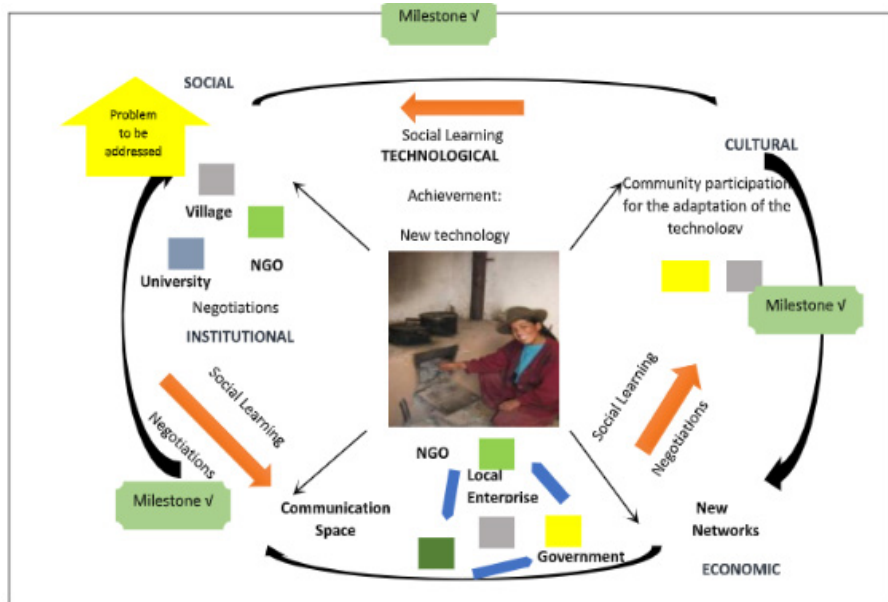 Milestone √
SOCIAL
Problem
to be
addressed
Social Learning
TECHNOLOGICAL
CULTURAL
Village
Achievement:
Community participation
for the adaptation of the
technology
NGO
New technology
University
Negotiations
INSTITUTIONAL
Milestone √
Social Learning
Negotiations
Social Learning
Negotiations
NGO
Local
Enterprise
Milestone √
Communication
Space
New
Networks
Government
ECONOMIC